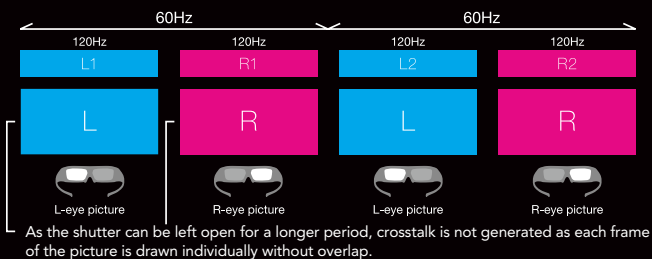 60Hz 60Hz
120Hz 120Hz 120Hz 120Hz
L1 R1 L2 R2
L R L R
L-eye picture R-eye picture L-eye picture R-eye picture
As the shutter can be left open for a longer period, crosstalk is not generated as each frame
of the picture is drawn individually without overlap.